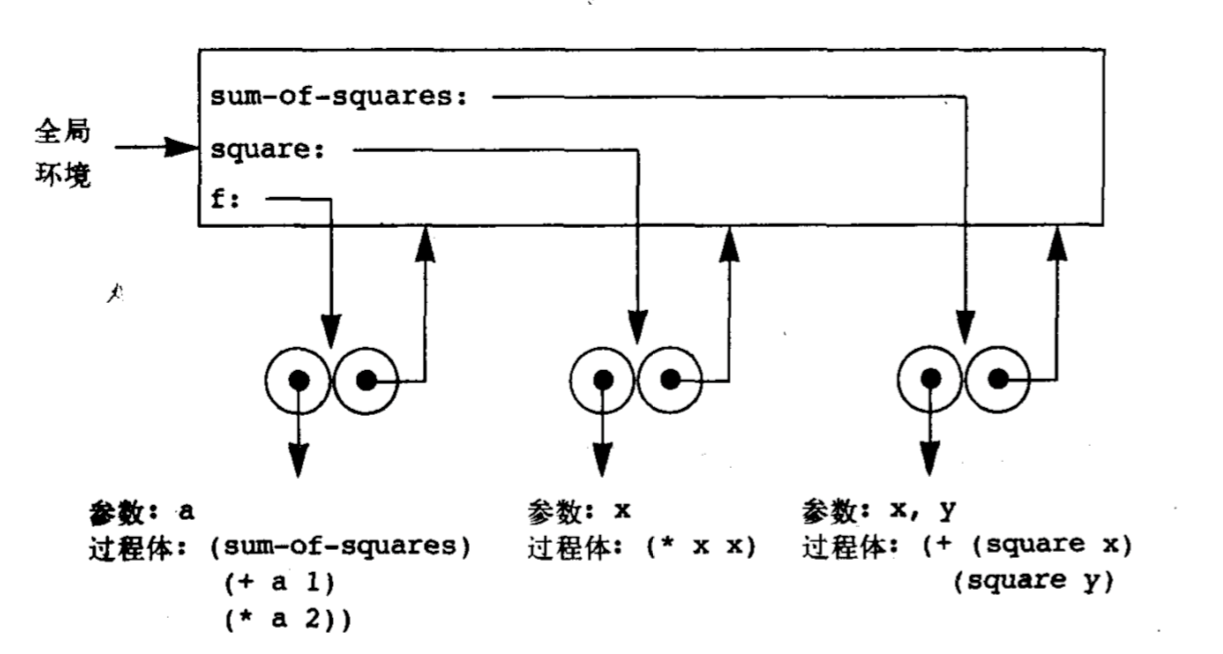 sum-of-squares:
全局
环境
square:
f:
参数: a
过程体: (sum-of-squares)
(+ a 1)
(* a 2))
参数: x
过程体: (* x x)
参数: x, y
过程体: (+ (square x)
(square y)